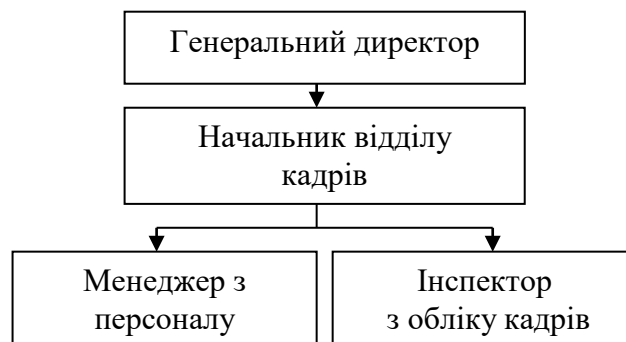 Генеральний директор
Начальник відділу
кадрів
Менеджер з
персоналу
Інспектор
з обліку кадрів